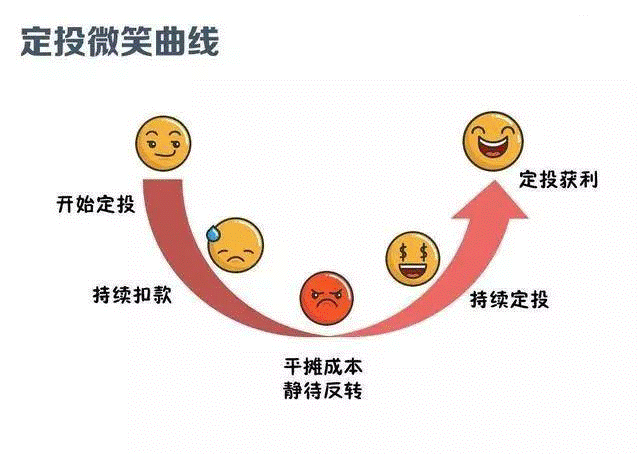 定投微笑曲线
开始定投
持续扣款
平摊成本
静待反转
持续定投
定投获利